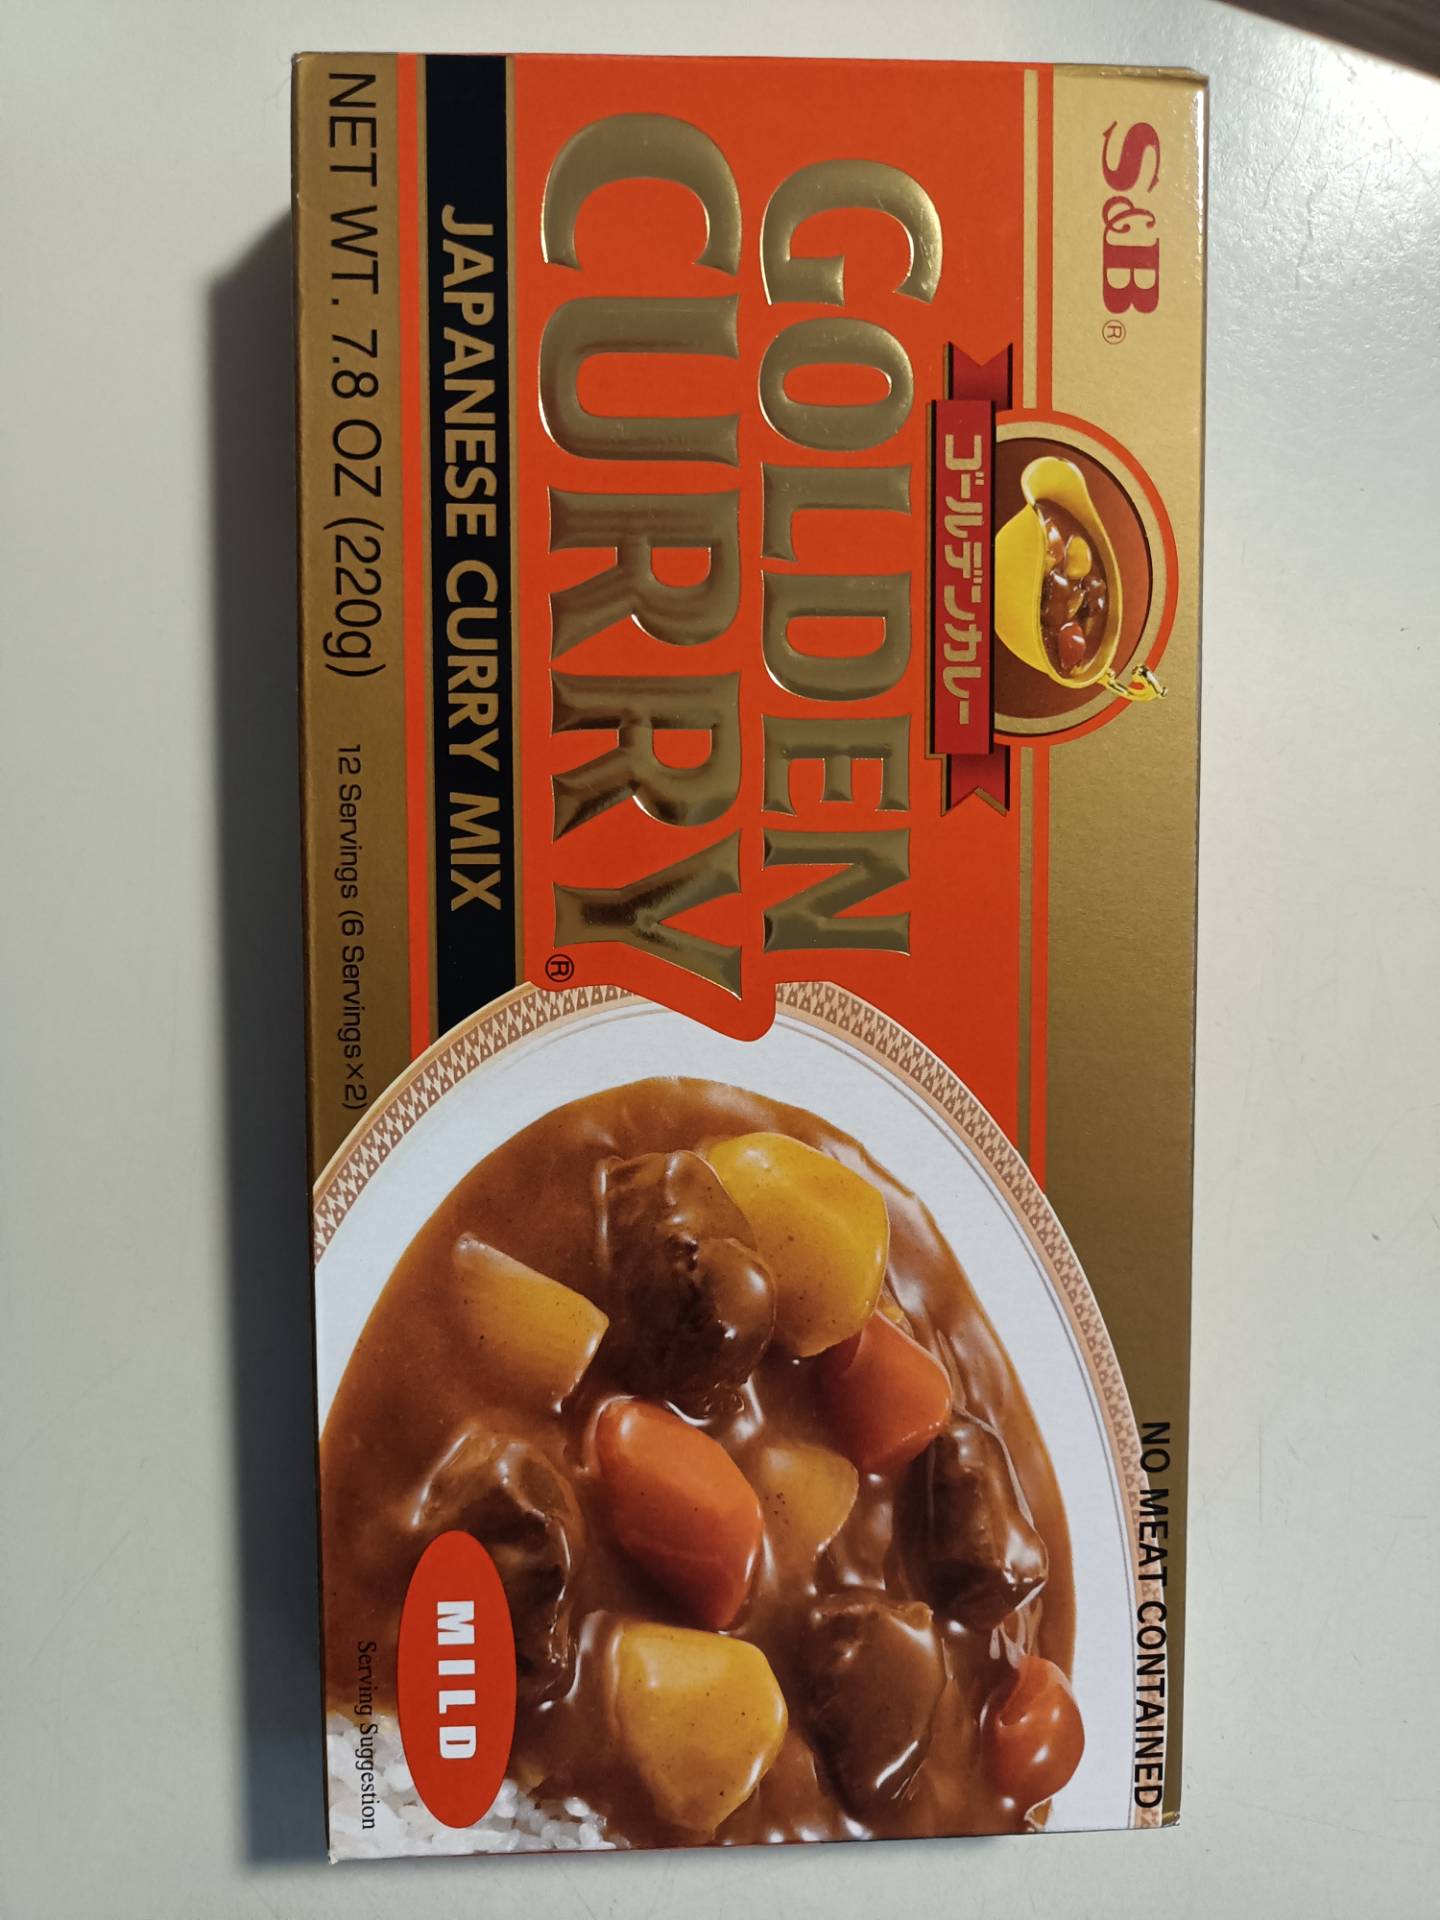 S&B®
NO MEAT CONTAINED
ゴールデンカレー
GOLDEN
CURRY®
JAPANESE CURRY MIX
NET WT. 7.8 OZ (220g) 12 Servings (6 Servings×2)
MILD
Serving Suggestion